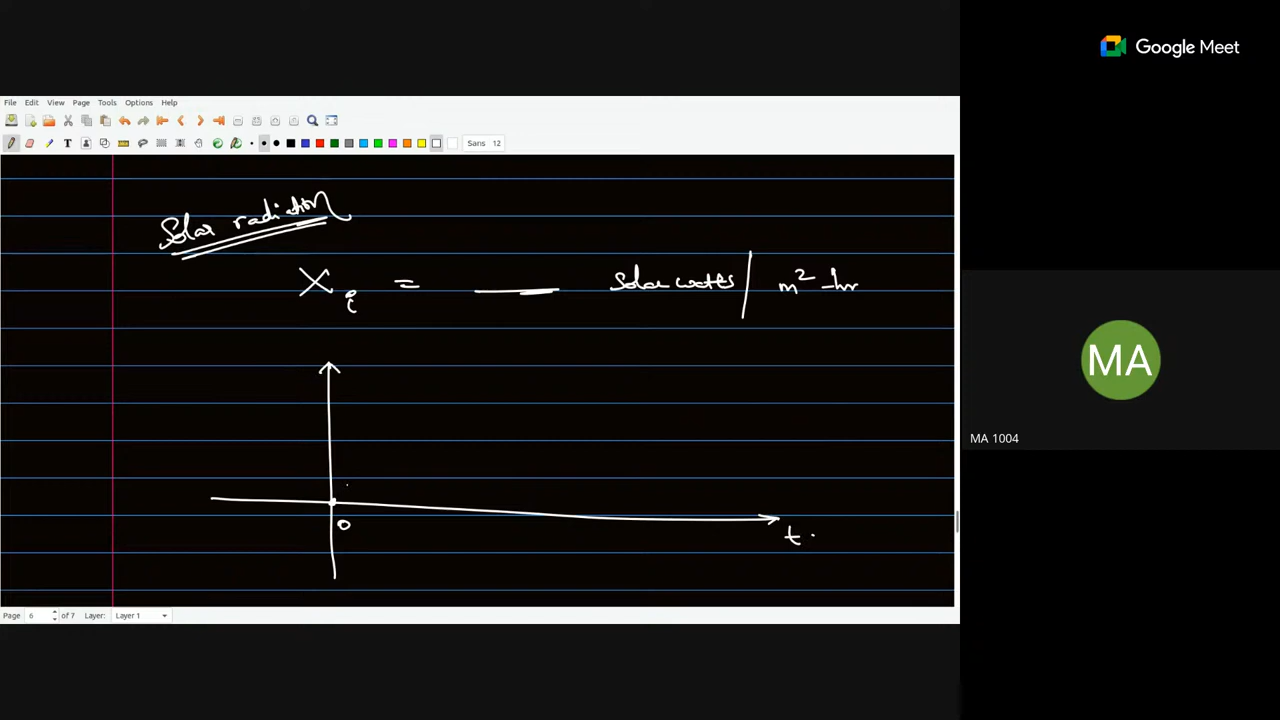 Google Meet
File Edit View Page Tools Options Help
Sans 12
Solar radiation
X i = ___ Solar watts / m² - hr
0
t
MA
MA 1004
Page 6 of 7 Layer: Layer 1